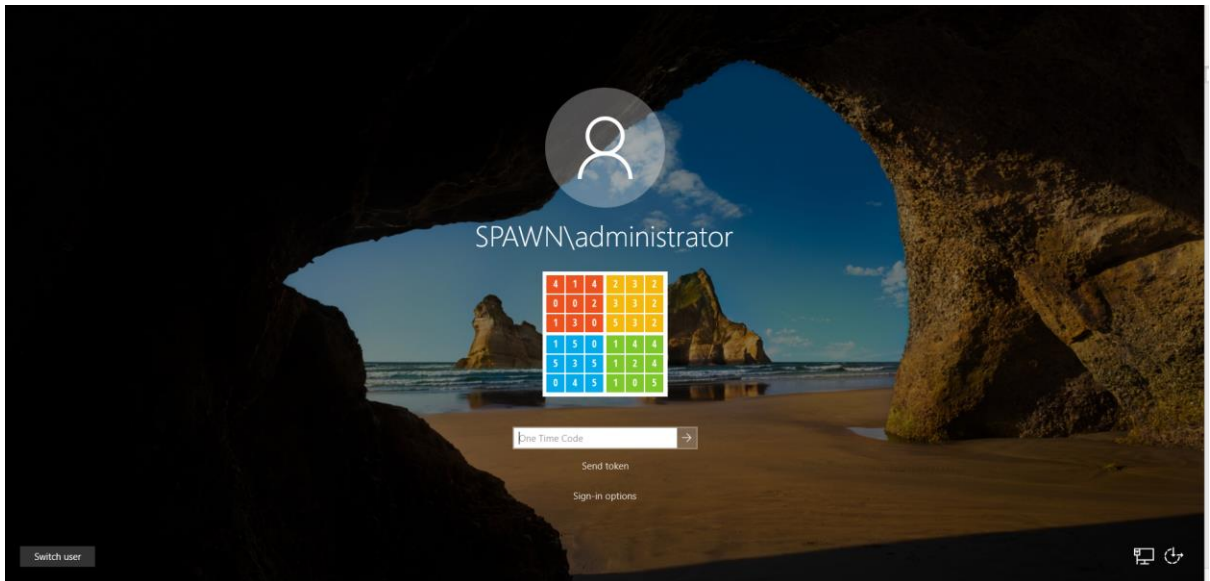 SPAWN\administrator
4 1 4 2 3 2
0 0 2 3 3 2
1 3 0 5 3 2
1 5 0 1 4 4
5 3 5 1 2 4
0 4 5 1 0 5
One Time Code
Send token
Sign-in options
Switch user